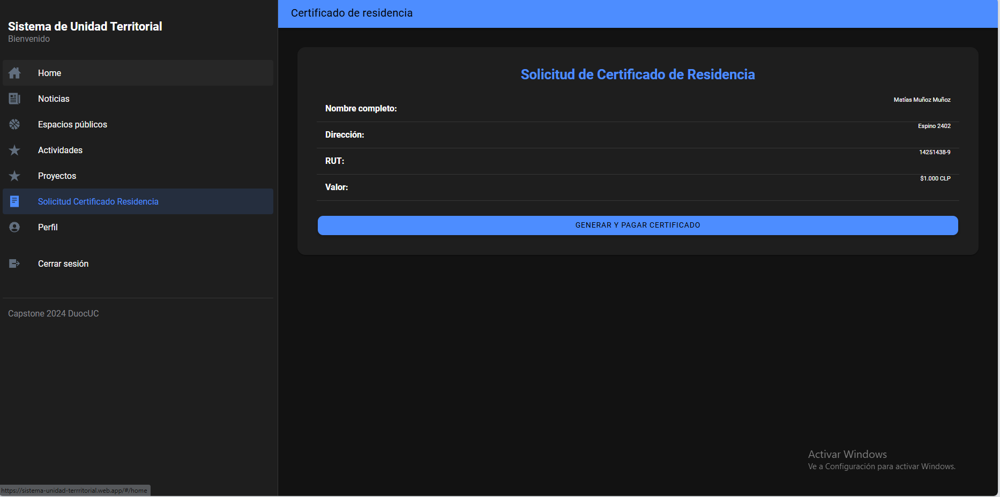 Sistema de Unidad Territorial
Bienvenido
Home
Noticias
Espacios públicos
Actividades
Proyectos
Solicitud Certificado Residencia
Perfil
Cerrar sesión
Capstone 2024 DuocUC
https://sistema-unidad-terrritorial.web.app/#/home
Certificado de residencia
Solicitud de Certificado de Residencia
Nombre completo: Matías Muñoz Muñoz
Dirección: Espino 2402
RUT: 14251438-9
Valor: $1.000 CLP
GENERAR Y PAGAR CERTIFICADO
Activar Windows
Ve a Configuración para activar Windows.